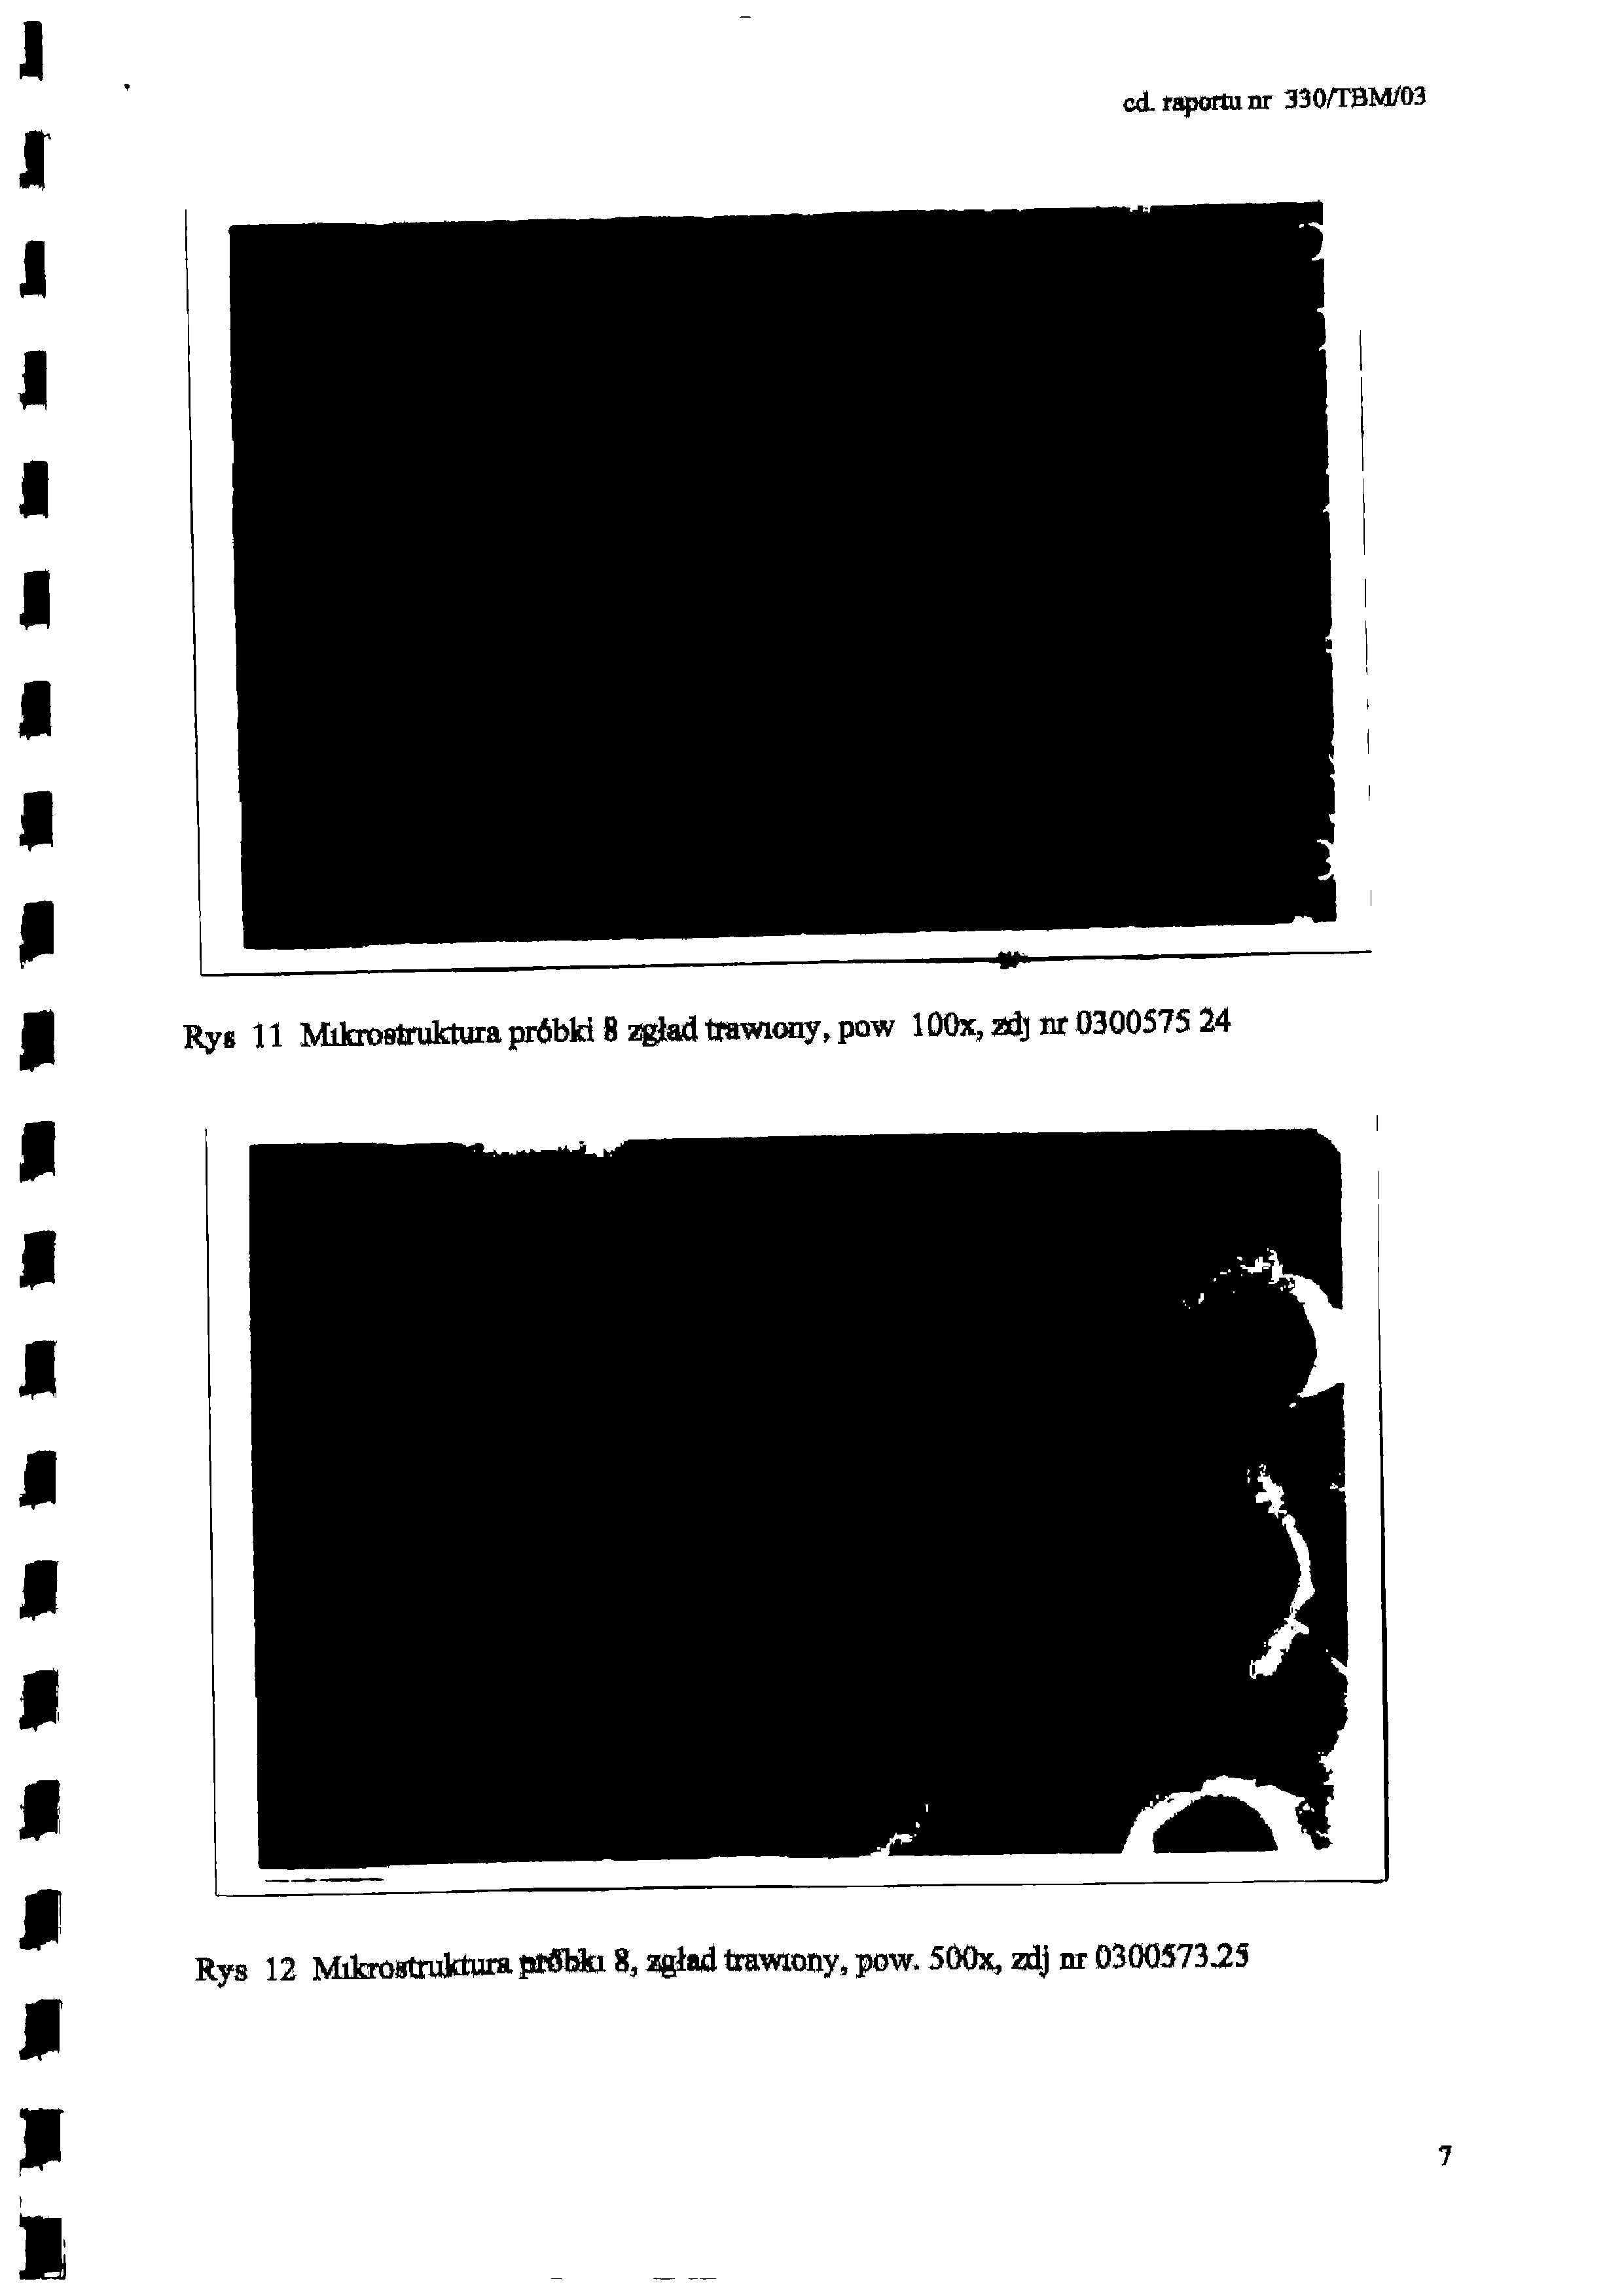 cd. raportu nr 330/TBM/03
Rys 11 Mikrostruktura próbki 8 zgład trawiony, pow 100x, zdj nr 0300575 24
Rys 12 Mikrostruktura próbki 8, zgład trawiony, pow. 500x, zdj nr 0300573.25
7